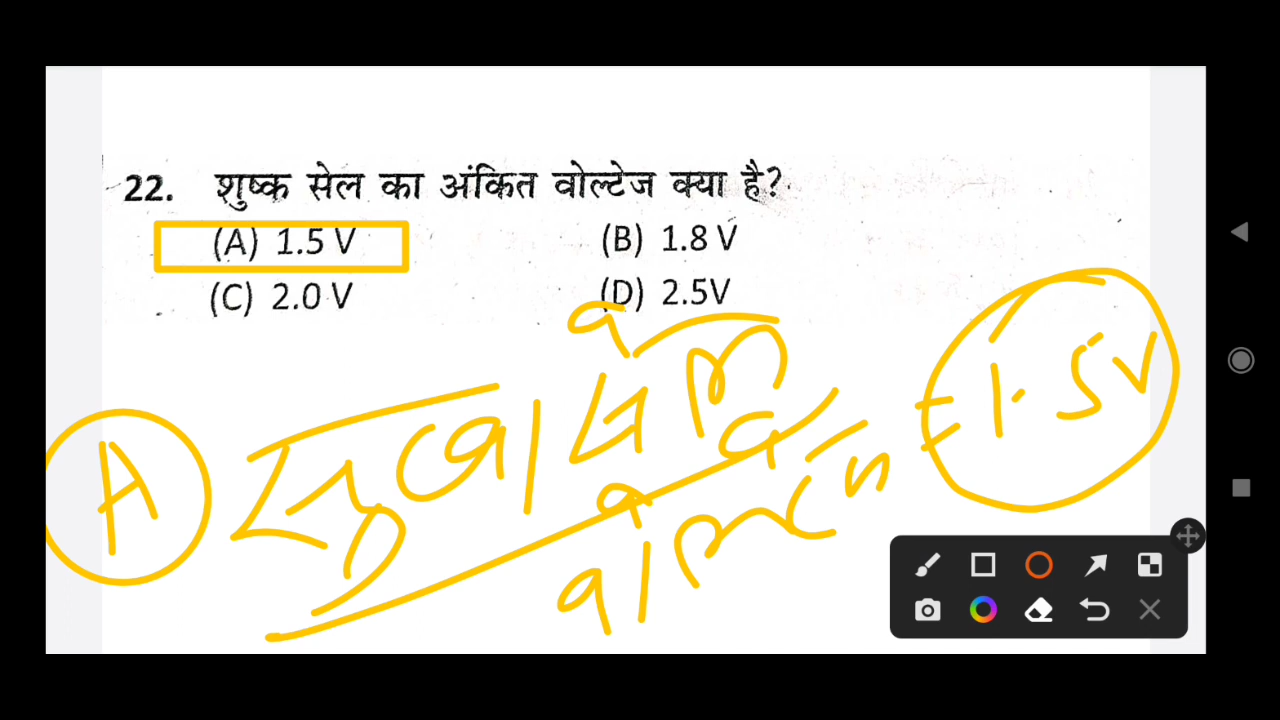 22. शुष्क सेल का अंकित वोल्टेज क्या है?
(A) 1.5 V (B) 1.8 V
(C) 2.0 V (D) 2.5V
A
= 1.5V